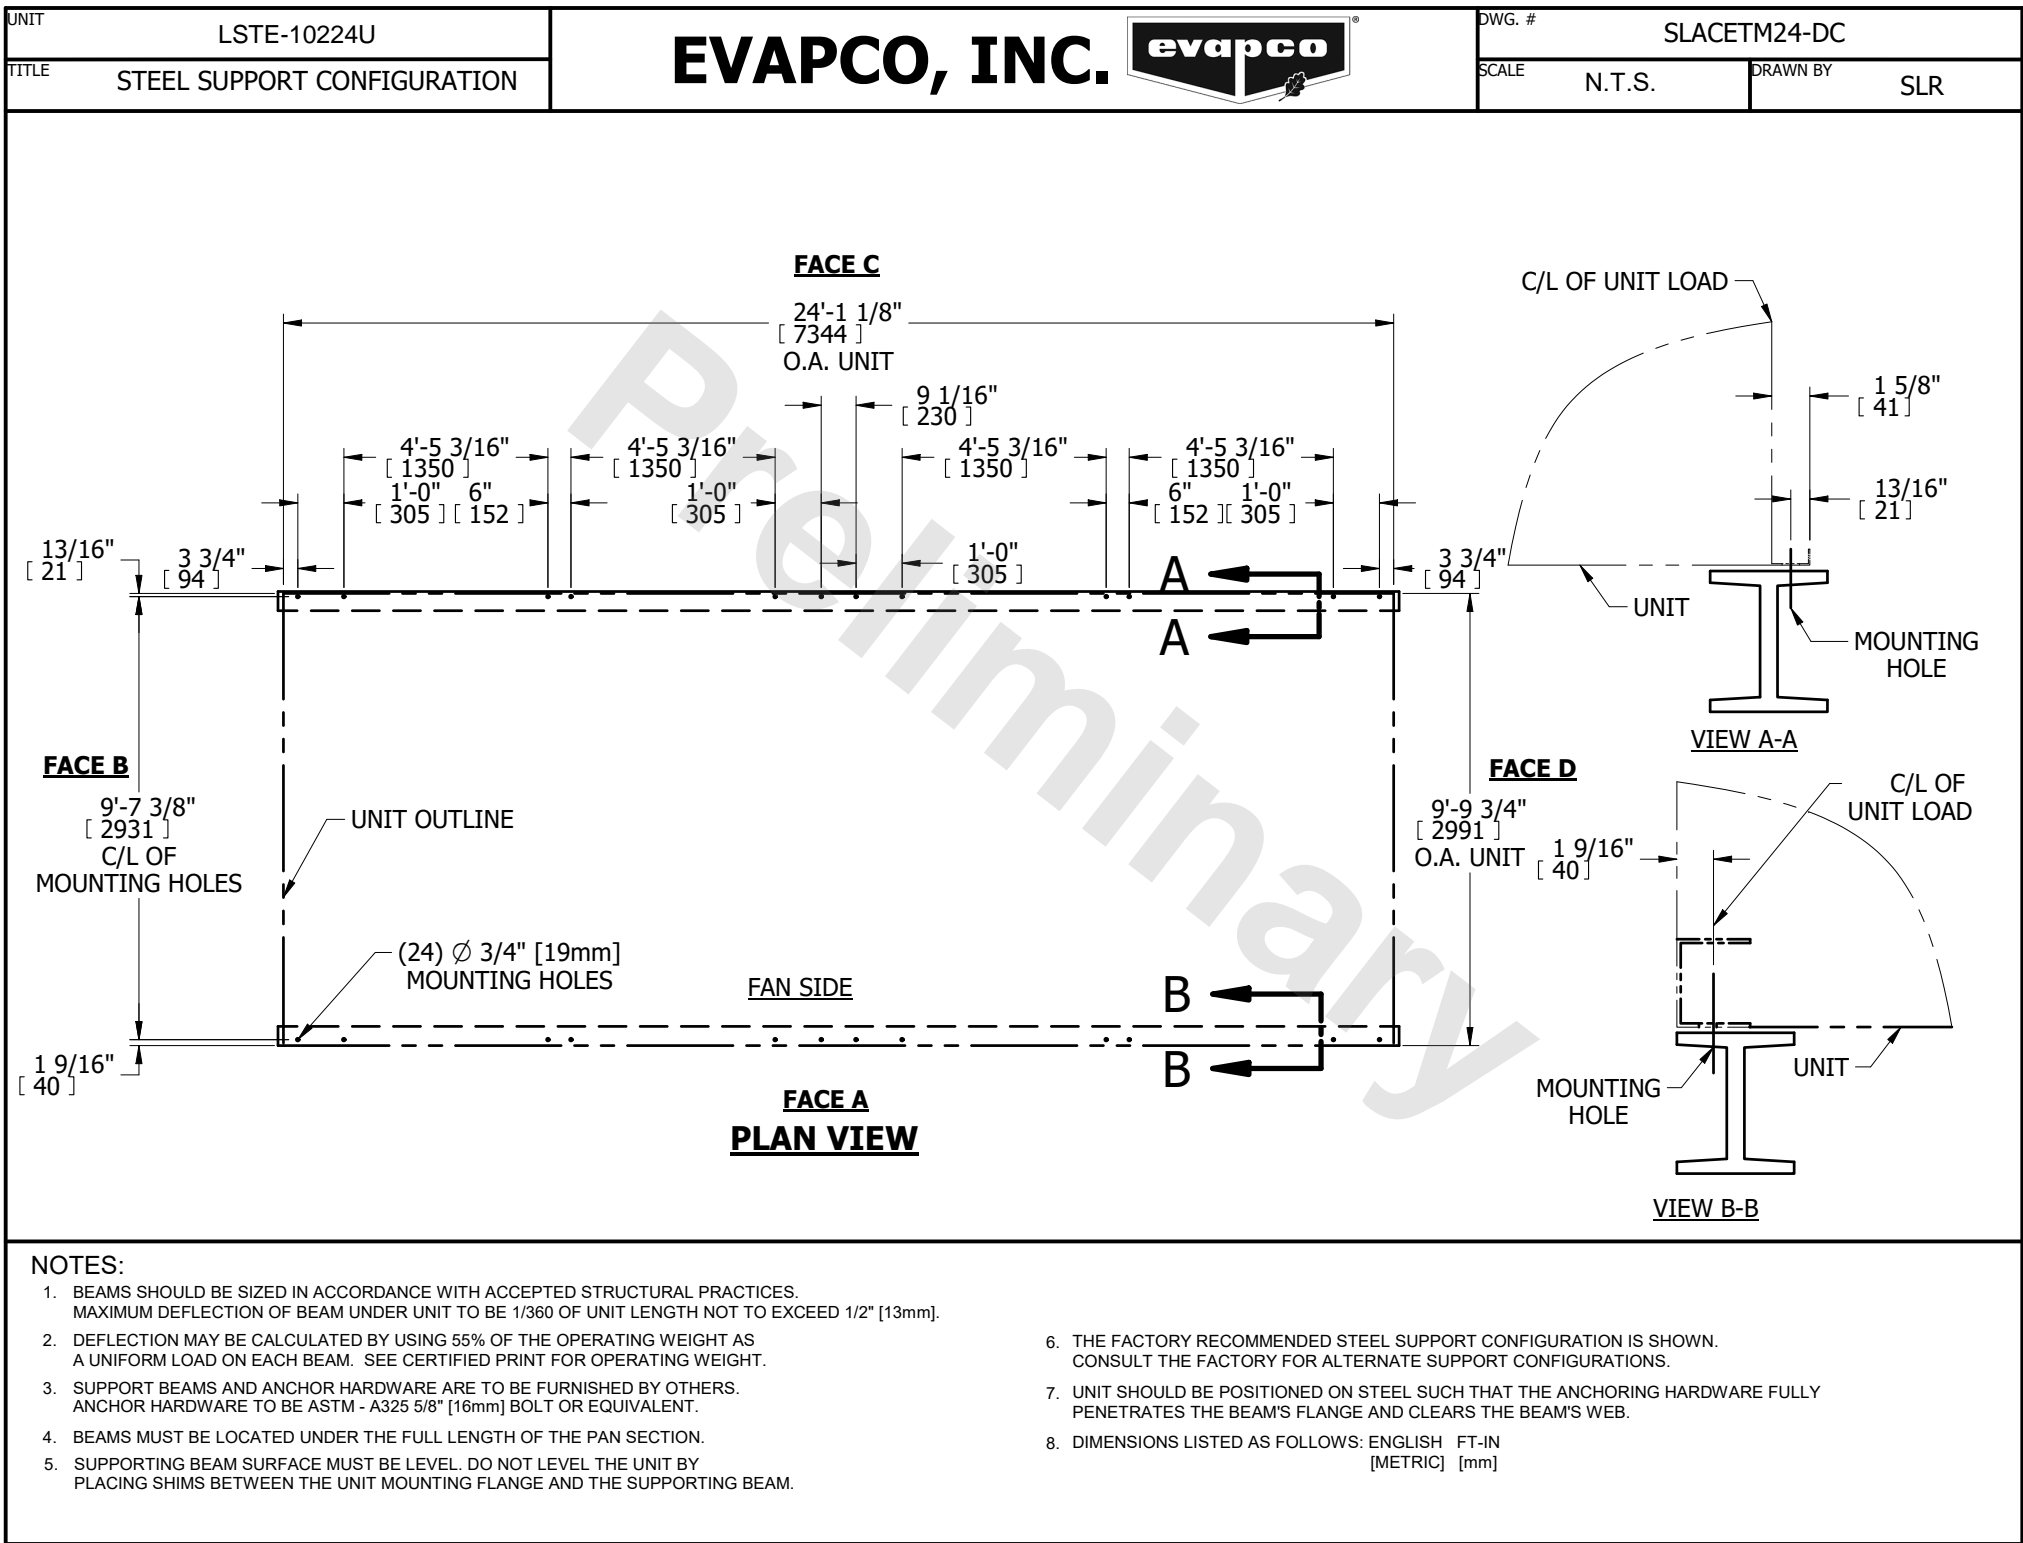 UNIT
LSTE-10224U
TITLE
STEEL SUPPORT CONFIGURATION
EVAPCO, INC.
evapco
®
DWG. #
SLACETM24-DC
SCALE
N.T.S.
DRAWN BY
SLR
FACE C
24'-1 1/8"
[ 7344 ]
O.A. UNIT
9 1/16"
[ 230 ]
4'-5 3/16"
[ 1350 ]
4'-5 3/16"
[ 1350 ]
4'-5 3/16"
[ 1350 ]
4'-5 3/16"
[ 1350 ]
1'-0"
[ 305 ]
6"
[ 152 ]
1'-0"
[ 305 ]
6"
[ 152 ]
1'-0"
[ 305 ]
13/16"
[ 21 ]
3 3/4"
[ 94 ]
1'-0"
[ 305 ]
3 3/4"
[ 94 ]
A
A
FACE B
9'-7 3/8"
[ 2931 ]
C/L OF
MOUNTING HOLES
UNIT OUTLINE
FACE D
9'-9 3/4"
[ 2991 ]
O.A. UNIT
(24) Ø 3/4" [19mm]
MOUNTING HOLES
FAN SIDE
B
B
1 9/16"
[ 40 ]
FACE A
PLAN VIEW
Preliminary
C/L OF UNIT LOAD
1 5/8"
[ 41 ]
13/16"
[ 21 ]
UNIT
MOUNTING
HOLE
VIEW A-A
C/L OF
UNIT LOAD
1 9/16"
[ 40 ]
UNIT
MOUNTING
HOLE
VIEW B-B
NOTES:
1. BEAMS SHOULD BE SIZED IN ACCORDANCE WITH ACCEPTED STRUCTURAL PRACTICES.
MAXIMUM DEFLECTION OF BEAM UNDER UNIT TO BE 1/360 OF UNIT LENGTH NOT TO EXCEED 1/2" [13mm].
2. DEFLECTION MAY BE CALCULATED BY USING 55% OF THE OPERATING WEIGHT AS
A UNIFORM LOAD ON EACH BEAM. SEE CERTIFIED PRINT FOR OPERATING WEIGHT.
3. SUPPORT BEAMS AND ANCHOR HARDWARE ARE TO BE FURNISHED BY OTHERS.
ANCHOR HARDWARE TO BE ASTM - A325 5/8" [16mm] BOLT OR EQUIVALENT.
4. BEAMS MUST BE LOCATED UNDER THE FULL LENGTH OF THE PAN SECTION.
5. SUPPORTING BEAM SURFACE MUST BE LEVEL. DO NOT LEVEL THE UNIT BY
PLACING SHIMS BETWEEN THE UNIT MOUNTING FLANGE AND THE SUPPORTING BEAM.
6. THE FACTORY RECOMMENDED STEEL SUPPORT CONFIGURATION IS SHOWN.
CONSULT THE FACTORY FOR ALTERNATE SUPPORT CONFIGURATIONS.
7. UNIT SHOULD BE POSITIONED ON STEEL SUCH THAT THE ANCHORING HARDWARE FULLY
PENETRATES THE BEAM'S FLANGE AND CLEARS THE BEAM'S WEB.
8. DIMENSIONS LISTED AS FOLLOWS: ENGLISH FT-IN
[METRIC] [mm]